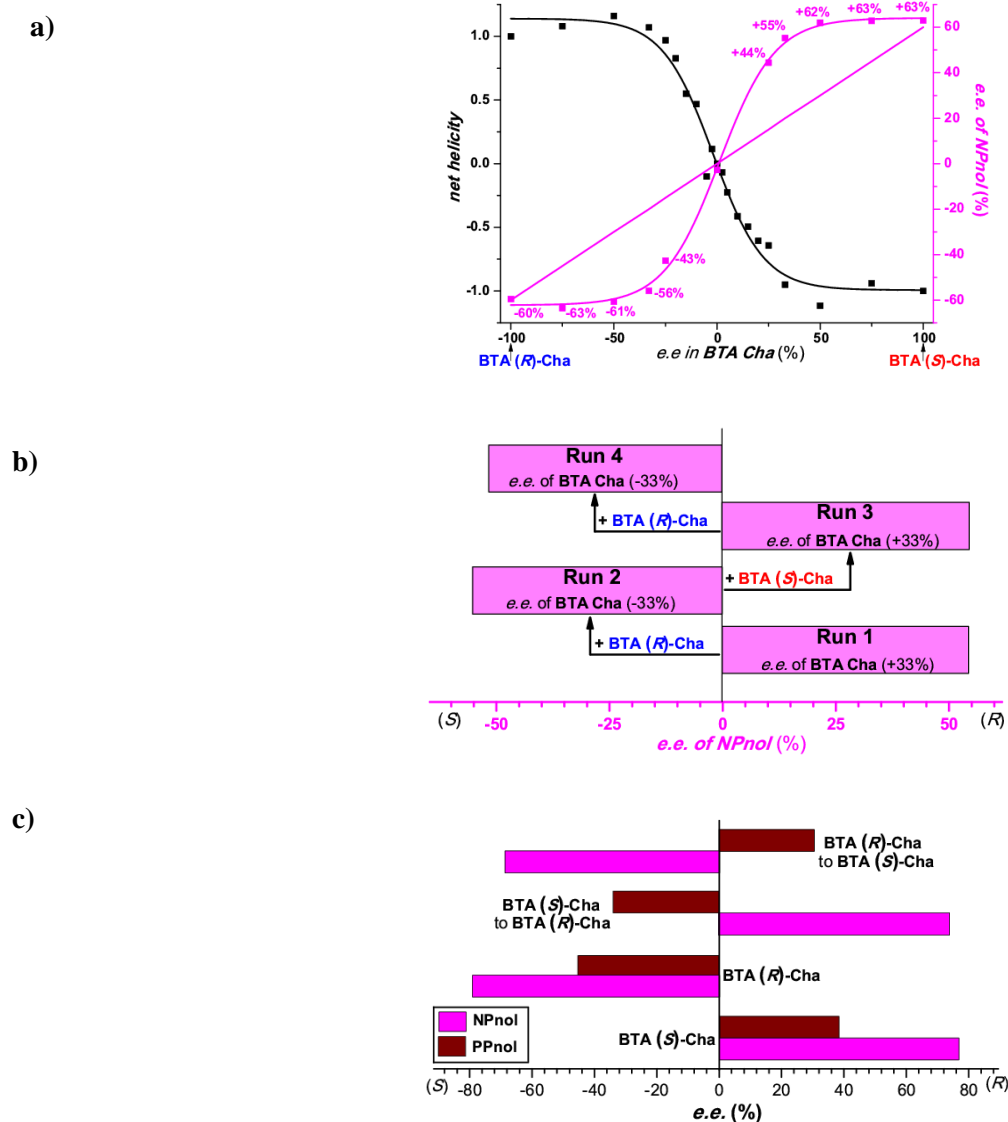 a)
net helicity
1.0
0.5
0.0
-0.5
-1.0
+44%
+55%
+62%
+63%
+63%
-60%
-63%
-61%
-56%
-43%
60
40
20
0
-20
-40
-60
e.e. of NPnol (%)
-100
-50
0
50
100
BTA (R)-Cha
e.e in BTA Cha (%)
BTA (S)-Cha
b)
Run 4
e.e. of BTA Cha (-33%)
+ BTA (R)-Cha
Run 3
e.e. of BTA Cha (+33%)
Run 2
e.e. of BTA Cha (-33%)
+ BTA (S)-Cha
+ BTA (R)-Cha
Run 1
e.e. of BTA Cha (+33%)
(S)
-50
-25
0
25
50
(R)
e.e. of NPnol (%)
c)
BTA (R)-Cha
to BTA (S)-Cha
BTA (S)-Cha
to BTA (R)-Cha
BTA (R)-Cha
BTA (S)-Cha
NPnol
PPnol
(S)
-80
-60
-40
-20
0
20
40
60
80
(R)
e.e. (%)